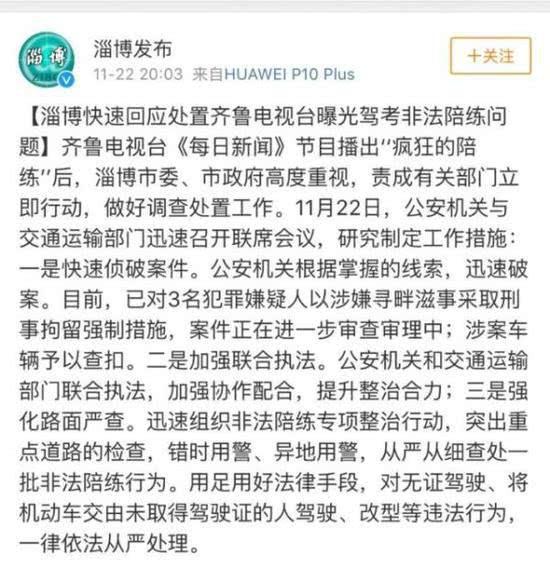 淄博
淄博发布
11-22 20:03 来自HUAWEI P10 Plus
+关注
【淄博快速回应处置齐鲁电视台曝光驾考非法陪练问
题】齐鲁电视台《每日新闻》节目播出“疯狂的陪
练”后，淄博市委、市政府高度重视，责成有关部门立
即行动，做好调查处置工作。11月22日，公安机关与
交通运输部门迅速召开联席会议，研究制定工作措施：
一是快速侦破案件。公安机关根据掌握的线索，迅速破
案。目前，已对3名犯罪嫌疑人以涉嫌寻衅滋事采取刑
事拘留强制措施，案件正在进一步审查审理中；涉案车
辆予以查扣。二是加强联合执法。公安机关和交通运输
部门联合执法，加强协作配合，提升整治合力；三是强
化路面严查。迅速组织非法陪练专项整治行动，突出重
点道路的检查，错时用警、异地用警，从严从细查处一
批非法陪练行为。用足用好法律手段，对无证驾驶、将
机动车交由未取得驾驶证的人驾驶、改型等违法行为，
一律依法从严处理。